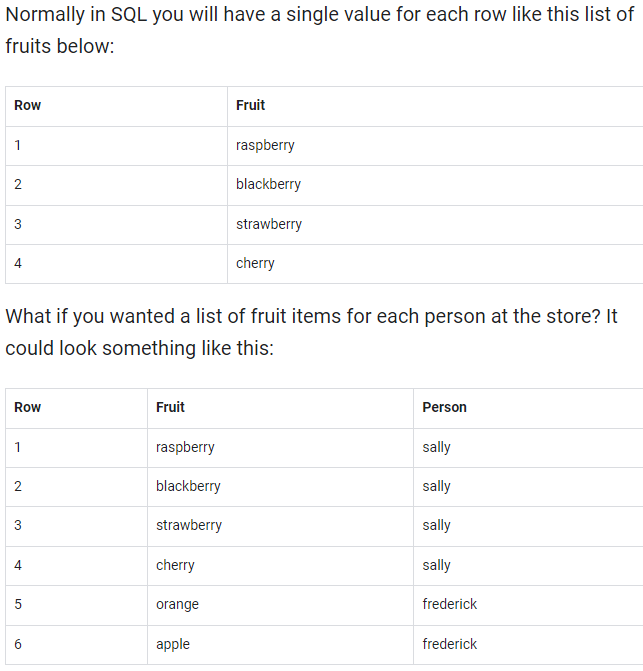 Normally in SQL you will have a single value for each row like this list of
fruits below:
Row Fruit
1 raspberry
2 blackberry
3 strawberry
4 cherry
What if you wanted a list of fruit items for each person at the store? It
could look something like this:
Row Fruit Person
1 raspberry sally
2 blackberry sally
3 strawberry sally
4 cherry sally
5 orange frederick
6 apple frederick